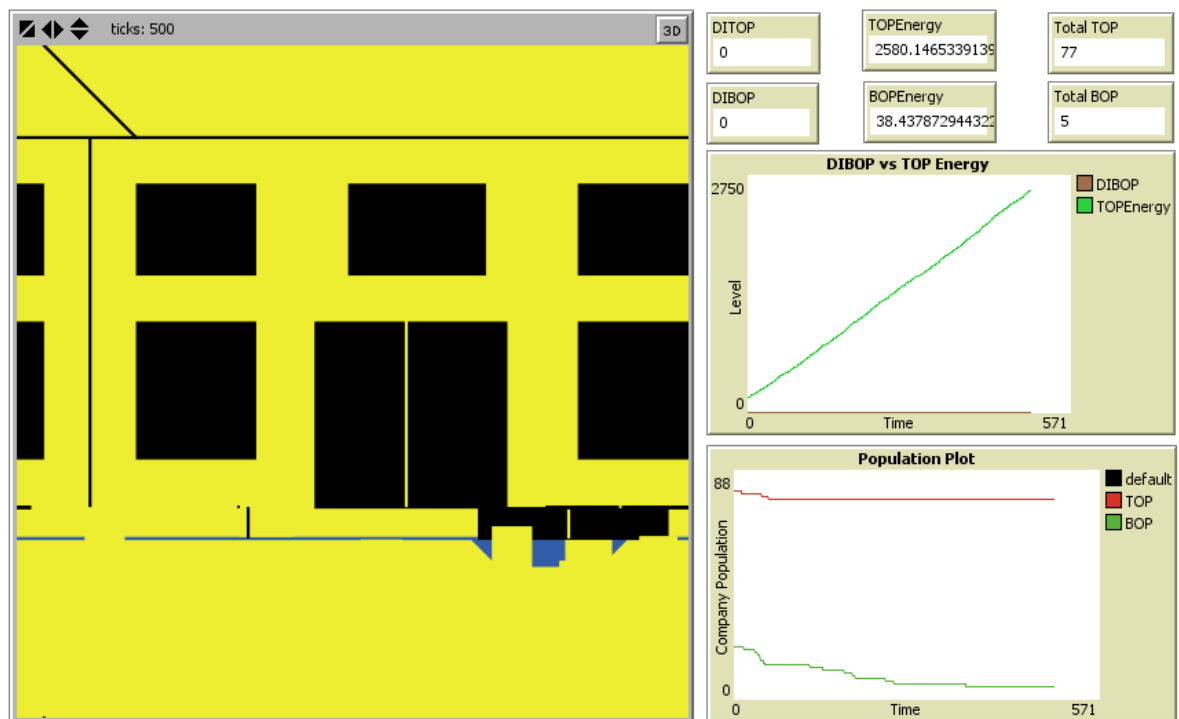 ticks: 500
3D
DITOP
0
TOPEnergy
2580.1465339139
Total TOP
77
DIBOP
0
BOPEnergy
38.437872944322
Total BOP
5
DIBOP vs TOP Energy
2750
Level
0
0
Time
571
DIBOP
TOPEnergy
Population Plot
88
Company Population
0
0
Time
571
default
TOP
BOP